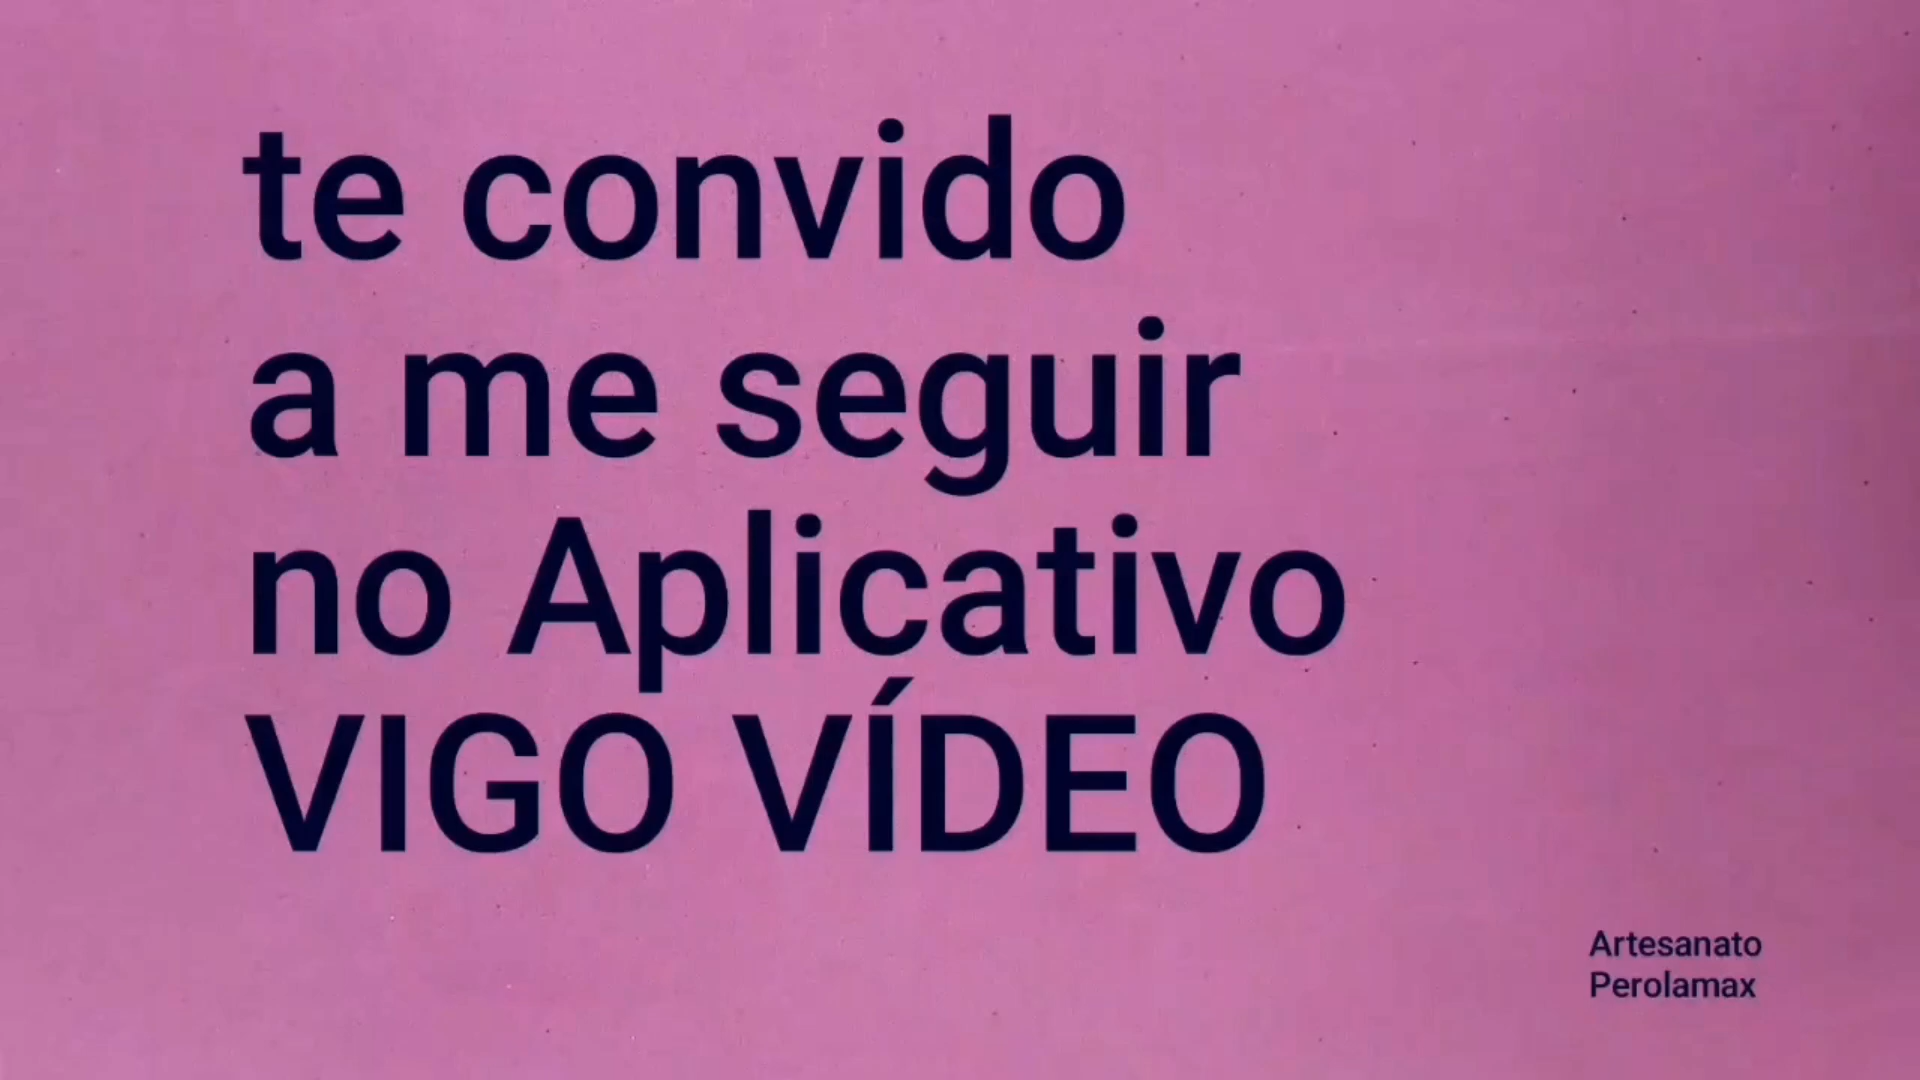 te convido
a me seguir
no Aplicativo
VIGO VÍDEO
Artesanato
Perolamax